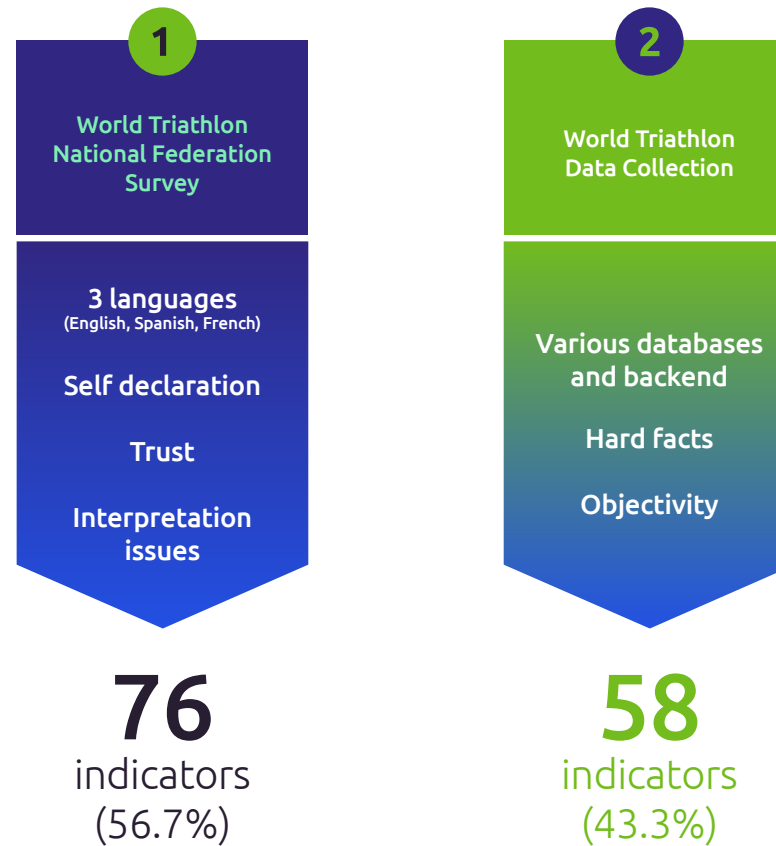 1
World Triathlon
National Federation
Survey
3 languages
(English, Spanish, French)
Self declaration
Trust
Interpretation
issues
76
indicators
(56.7%)
2
World Triathlon
Data Collection
Various databases
and backend
Hard facts
Objectivity
58
indicators
(43.3%)